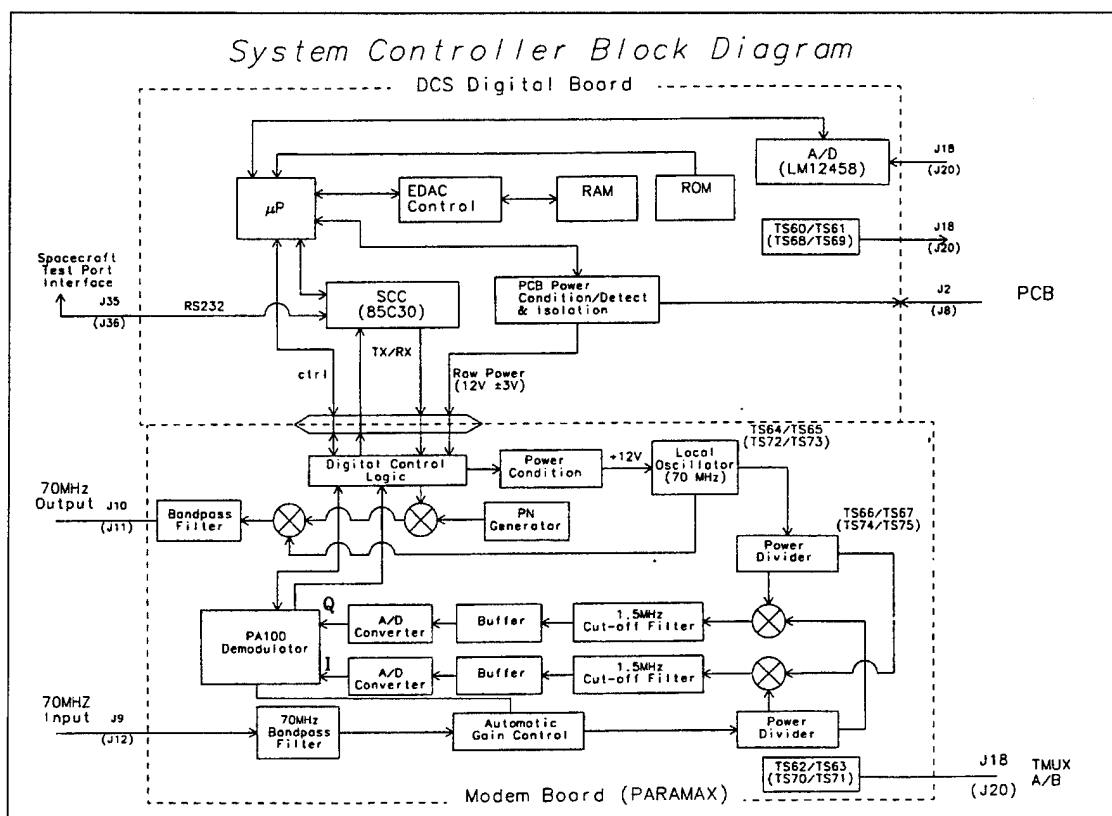 System Controller Block Diagram
DCS Digital Board
A/D
(LM12458)
J18
(J20)
μP
EDAC
Control
RAM
ROM
TS60/TS61
(TS68/TS69)
J18
(J20)
Spacecraft
Test Port
Interface
J35
(J36)
RS232
SCC
(85C30)
PCB Power
Condition/Detect
& Isolation
J2
(J8)
PCB
TX/RX
ctrl
Raw Power
(12V ±3V)
TS64/TS65
(TS72/TS73)
Digital Control
Logic
Power
Condition
+12V
Local
Oscillator
(70 MHz)
70MHz
Output
J10
(J11)
Bandpass
Filter
PN
Generator
TS66/TS67
(TS74/TS75)
Power
Divider
PA100
Demodulator
Q
A/D
Converter
Buffer
1.5MHz
Cut-off Filter
I
A/D
Converter
Buffer
1.5MHz
Cut-off Filter
70MHZ
Input
J9
(J12)
70MHz
Bandpass
Filter
Automatic
Gain Control
Power
Divider
TS62/TS63
(TS70/TS71)
J18
(J20)
TMUX
A/B
Modem Board (PARAMAX)